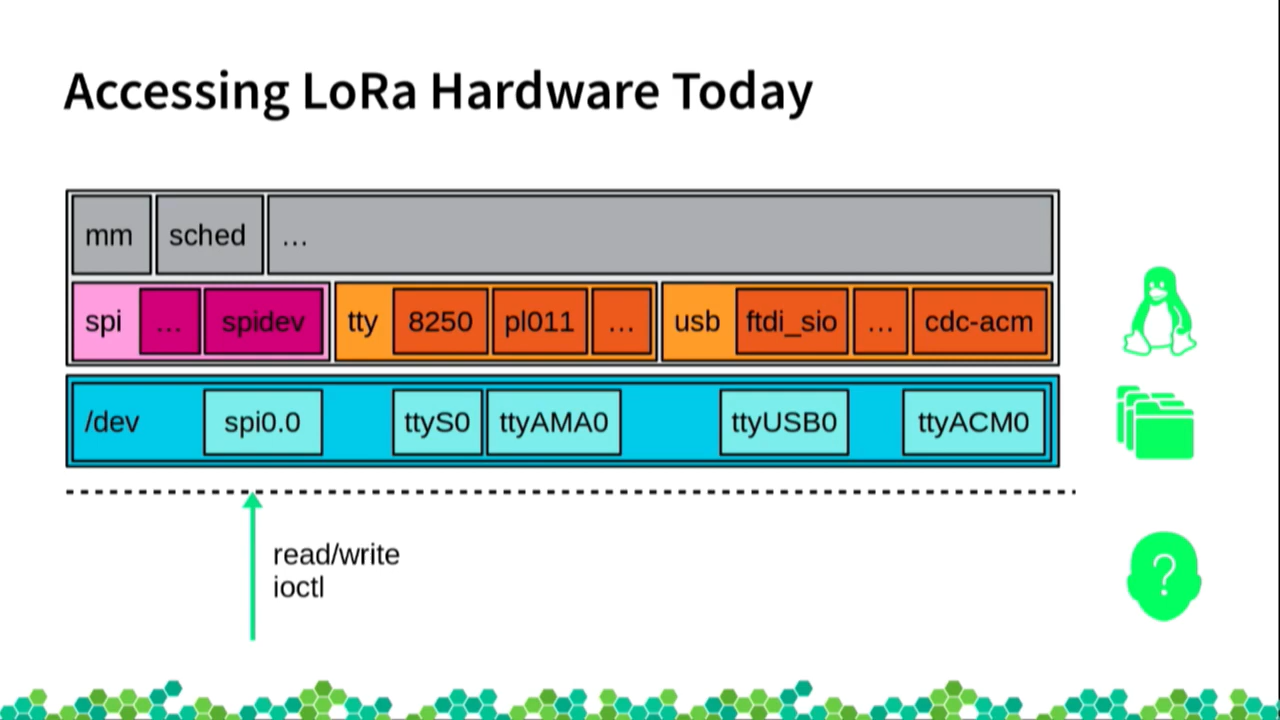 Accessing LoRa Hardware Today
mm sched …
spi … spidev tty 8250 pl011 … usb ftdi_sio … cdc-acm
/dev spi0.0 ttyS0 ttyAMA0 ttyUSB0 ttyACM0
read/write
ioctl
?